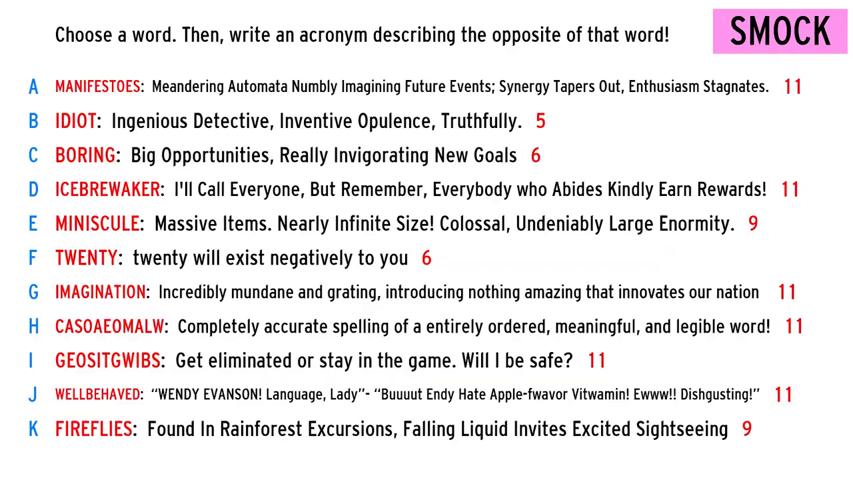 Choose a word. Then, write an acronym describing the opposite of that word!
SMOCK
A MANIFESTOES: Meandering Automata Numbly Imagining Future Events; Synergy Tapers Out, Enthusiasm Stagnates. 11
B IDIOT: Ingenious Detective, Inventive Opulence, Truthfully. 5
C BORING: Big Opportunities, Really Invigorating New Goals 6
D ICEBREWAKER: I'll Call Everyone, But Remember, Everybody who Abides Kindly Earn Rewards! 11
E MINISCULE: Massive Items. Nearly Infinite Size! Colossal, Undeniably Large Enormity. 9
F TWENTY: twenty will exist negatively to you 6
G IMAGINATION: Incredibly mundane and grating, introducing nothing amazing that innovates our nation 11
H CASOAEOMALW: Completely accurate spelling of a entirely ordered, meaningful, and legible word! 11
I GEOSITGWIBS: Get eliminated or stay in the game. Will I be safe? 11
J WELLBEHAVED: “WENDY EVANSON! Language, Lady”- “Buuuut Endy Hate Apple-fwavor Vitwamin! Ewww!! Dishgusting!” 11
K FIREFLIES: Found In Rainforest Excursions, Falling Liquid Invites Excited Sightseeing 9